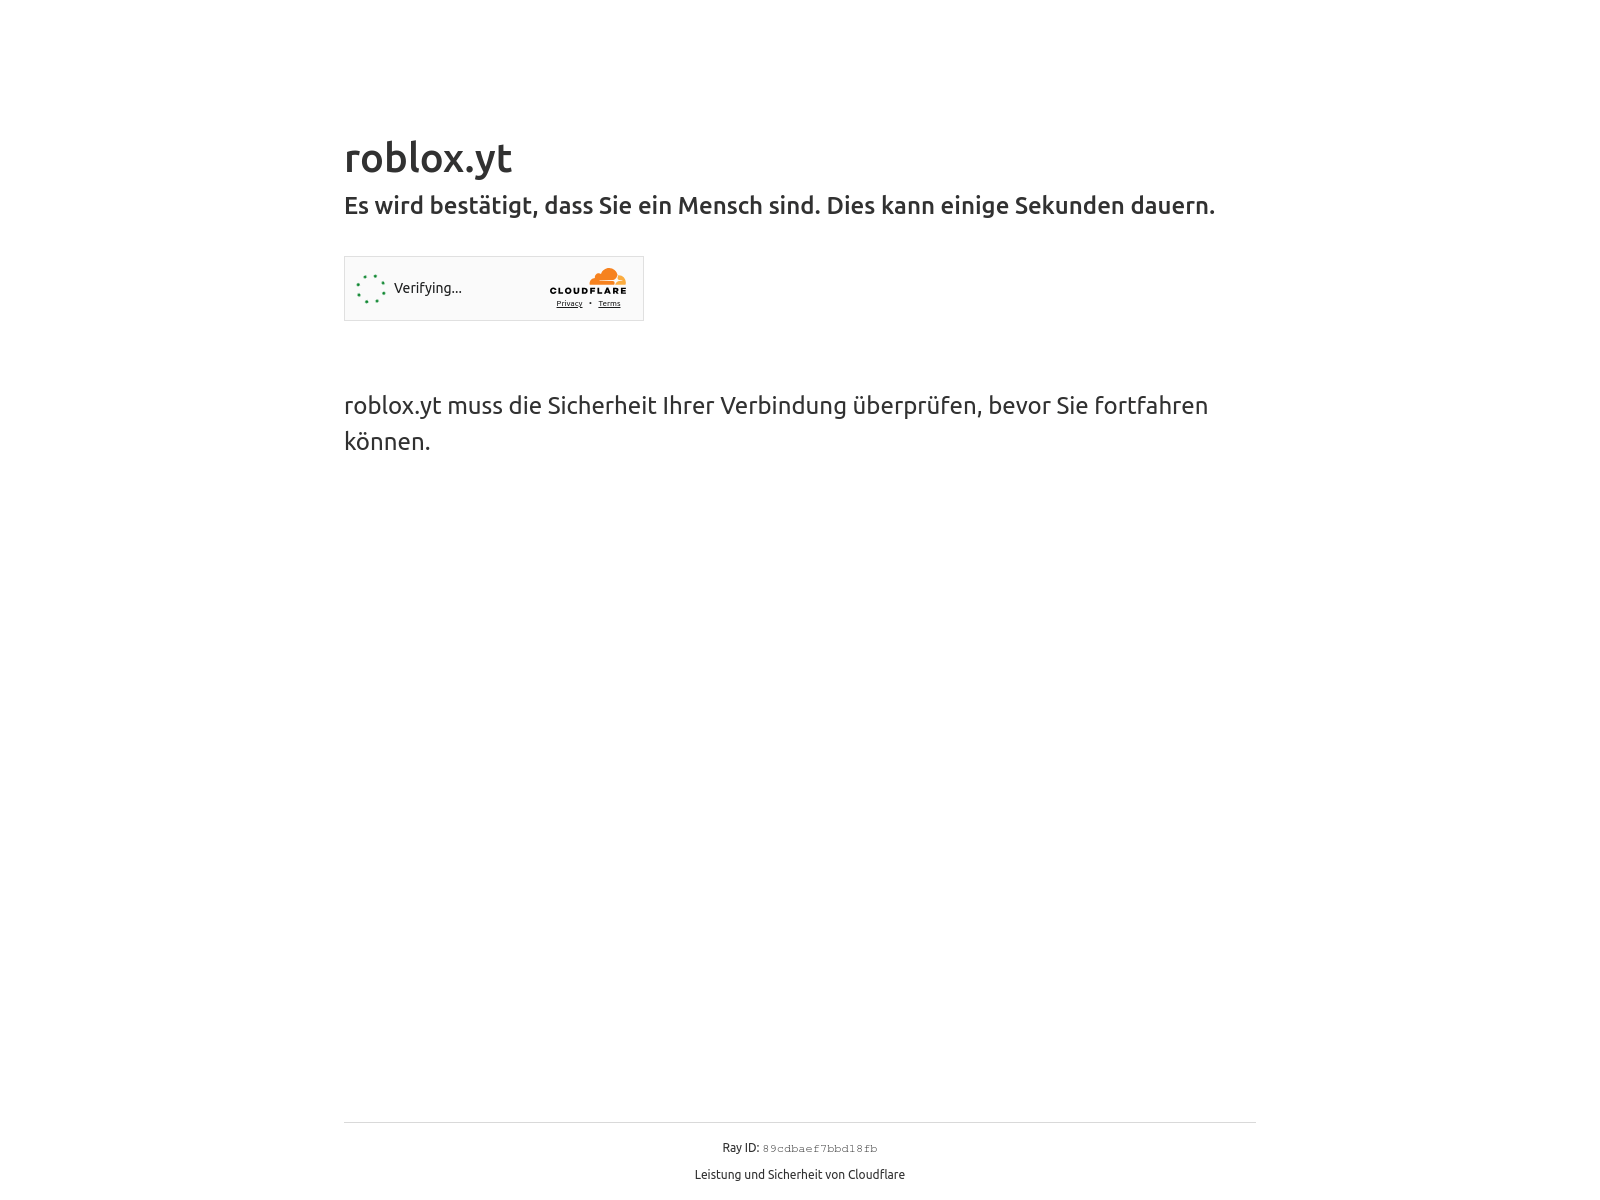 roblox.yt
Es wird bestätigt, dass Sie ein Mensch sind. Dies kann einige Sekunden dauern.
Verifying...
CLOUDFLARE
Privacy • Terms
roblox.yt muss die Sicherheit Ihrer Verbindung überprüfen, bevor Sie fortfahren
können.
Ray ID: 89cdbaef7bbd18fb
Leistung und Sicherheit von Cloudflare